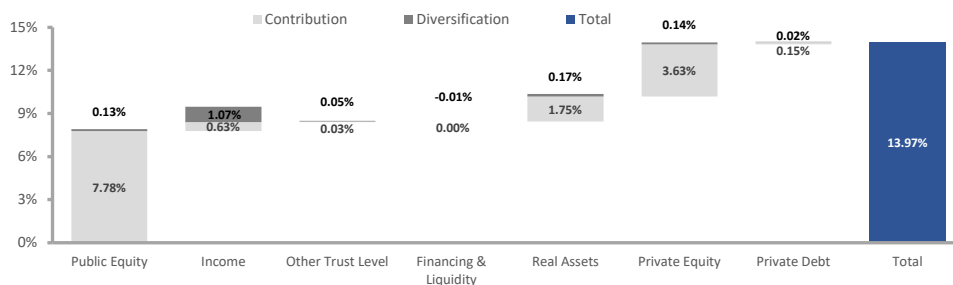 Contribution Diversification Total
15%
12%
9%
6%
3%
0%
0.13%
7.78%
1.07%
0.63%
0.05%
0.03%
-0.01%
0.00%
0.17%
1.75%
0.14%
3.63%
0.02%
0.15%
13.97%
Public Equity
Income
Other Trust Level
Financing &
Liquidity
Real Assets
Private Equity
Private Debt
Total